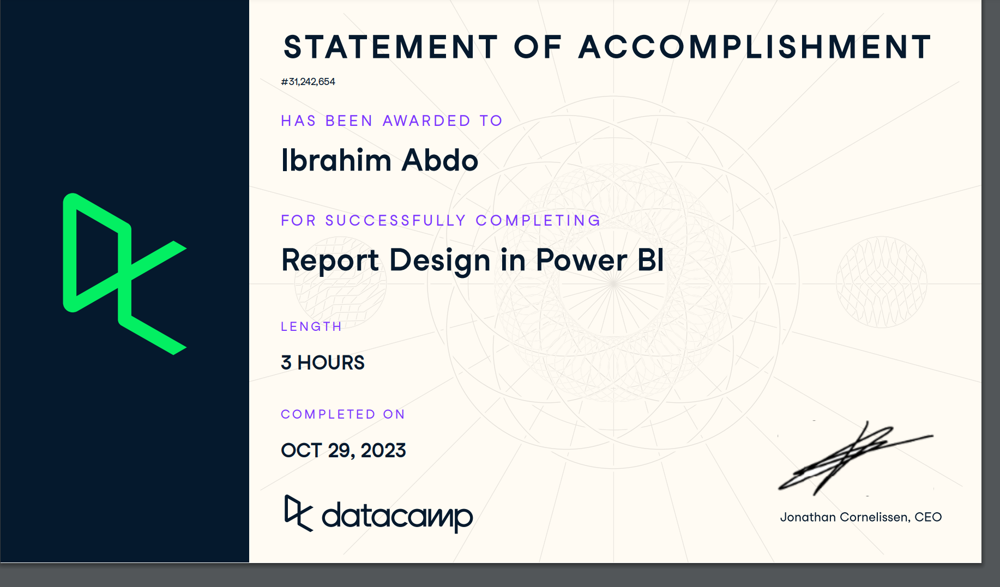 STATEMENT OF ACCOMPLISHMENT
#31,242,654
HAS BEEN AWARDED TO
Ibrahim Abdo
FOR SUCCESSFULLY COMPLETING
Report Design in Power BI
LENGTH
3 HOURS
COMPLETED ON
OCT 29, 2023
datacamp
Jonathan Cornelissen, CEO